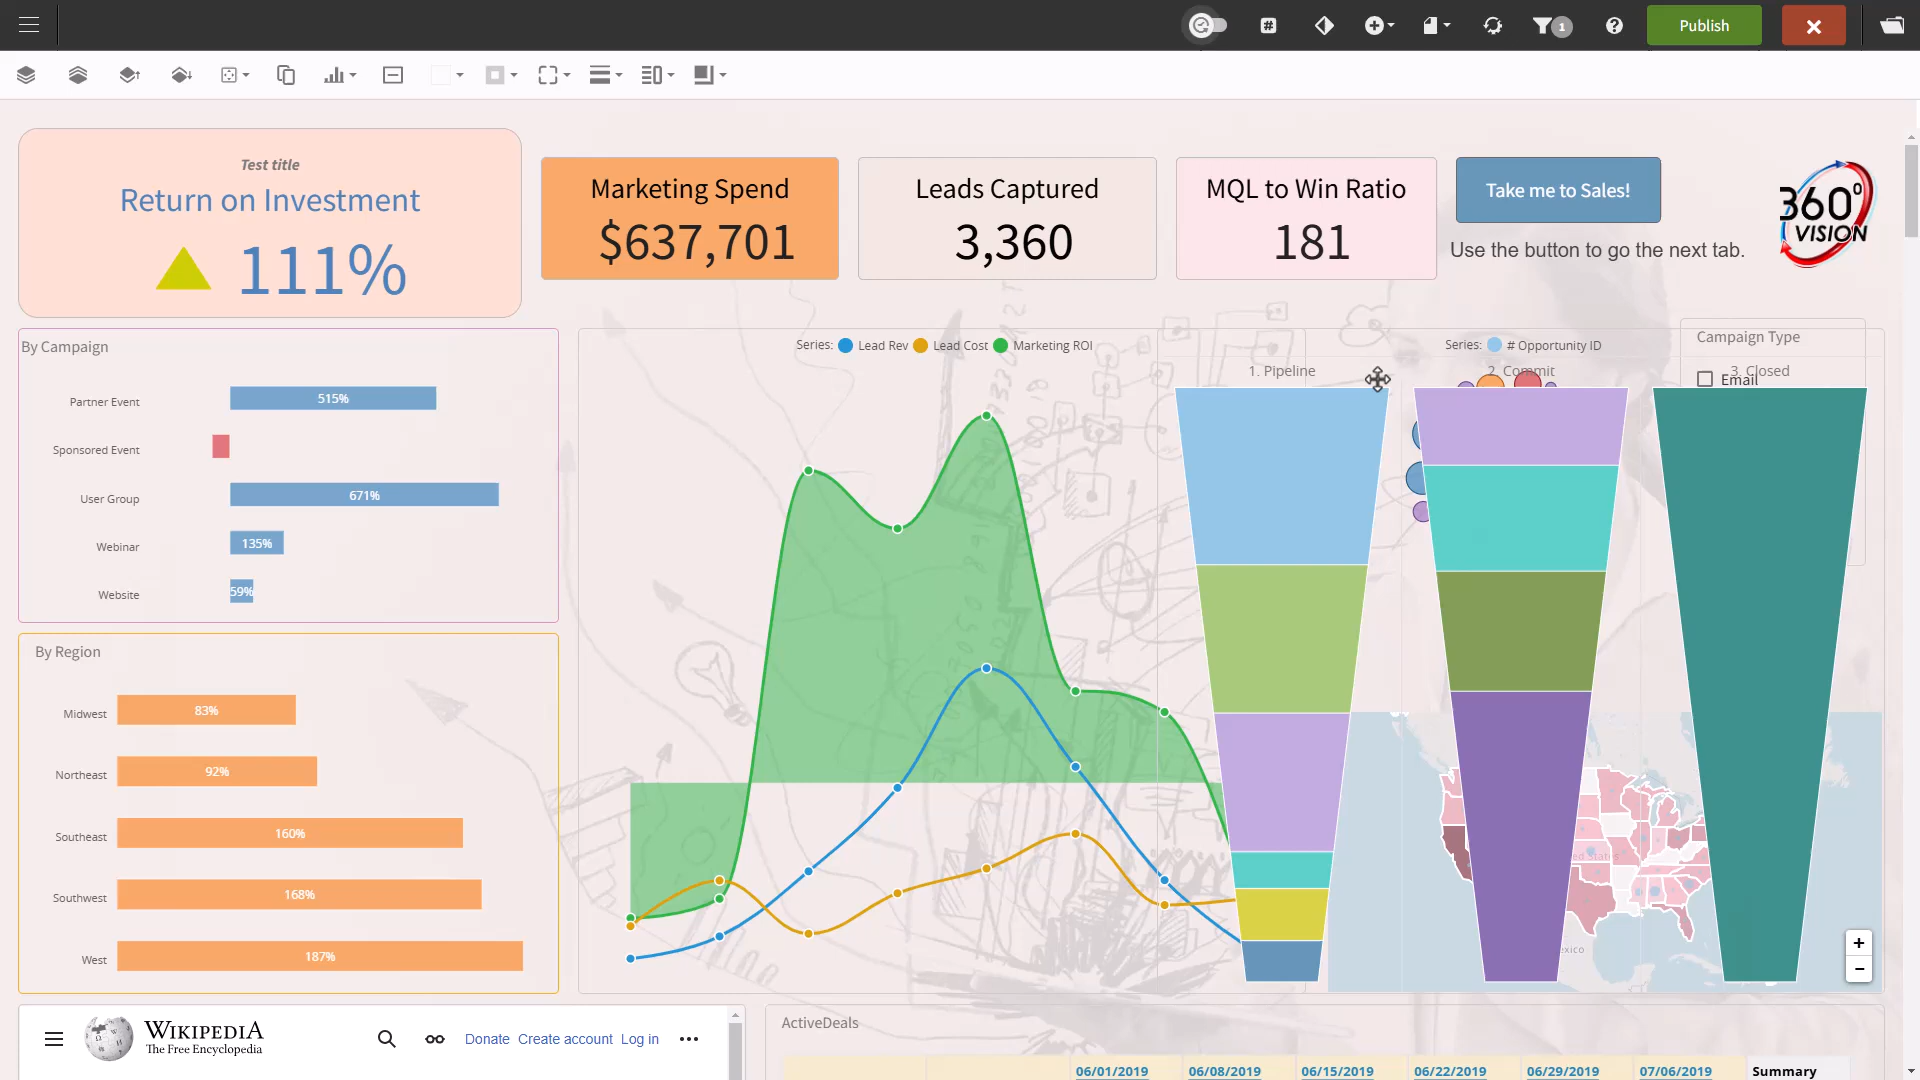 1
Publish
Test title
Return on Investment
111%
Marketing Spend
$637,701
Leads Captured
3,360
MQL to Win Ratio
181
Take me to Sales!
Use the button to go the next tab.
360°
VISION
By Campaign
Partner Event
515%
Sponsored Event
User Group
671%
Webinar
135%
Website
59%
By Region
Midwest
83%
Northeast
92%
Southeast
160%
Southwest
168%
West
187%
Series: Lead Rev Lead Cost Marketing ROI
Series: # Opportunity ID
1. Pipeline
2. Commit
3. Closed
Campaign Type
Email
ed States
exico
+
−
WIKIPEDIA
The Free Encyclopedia
Donate Create account Log in
ActiveDeals
06/01/2019 06/08/2019 06/15/2019 06/22/2019 06/29/2019 07/06/2019 Summary